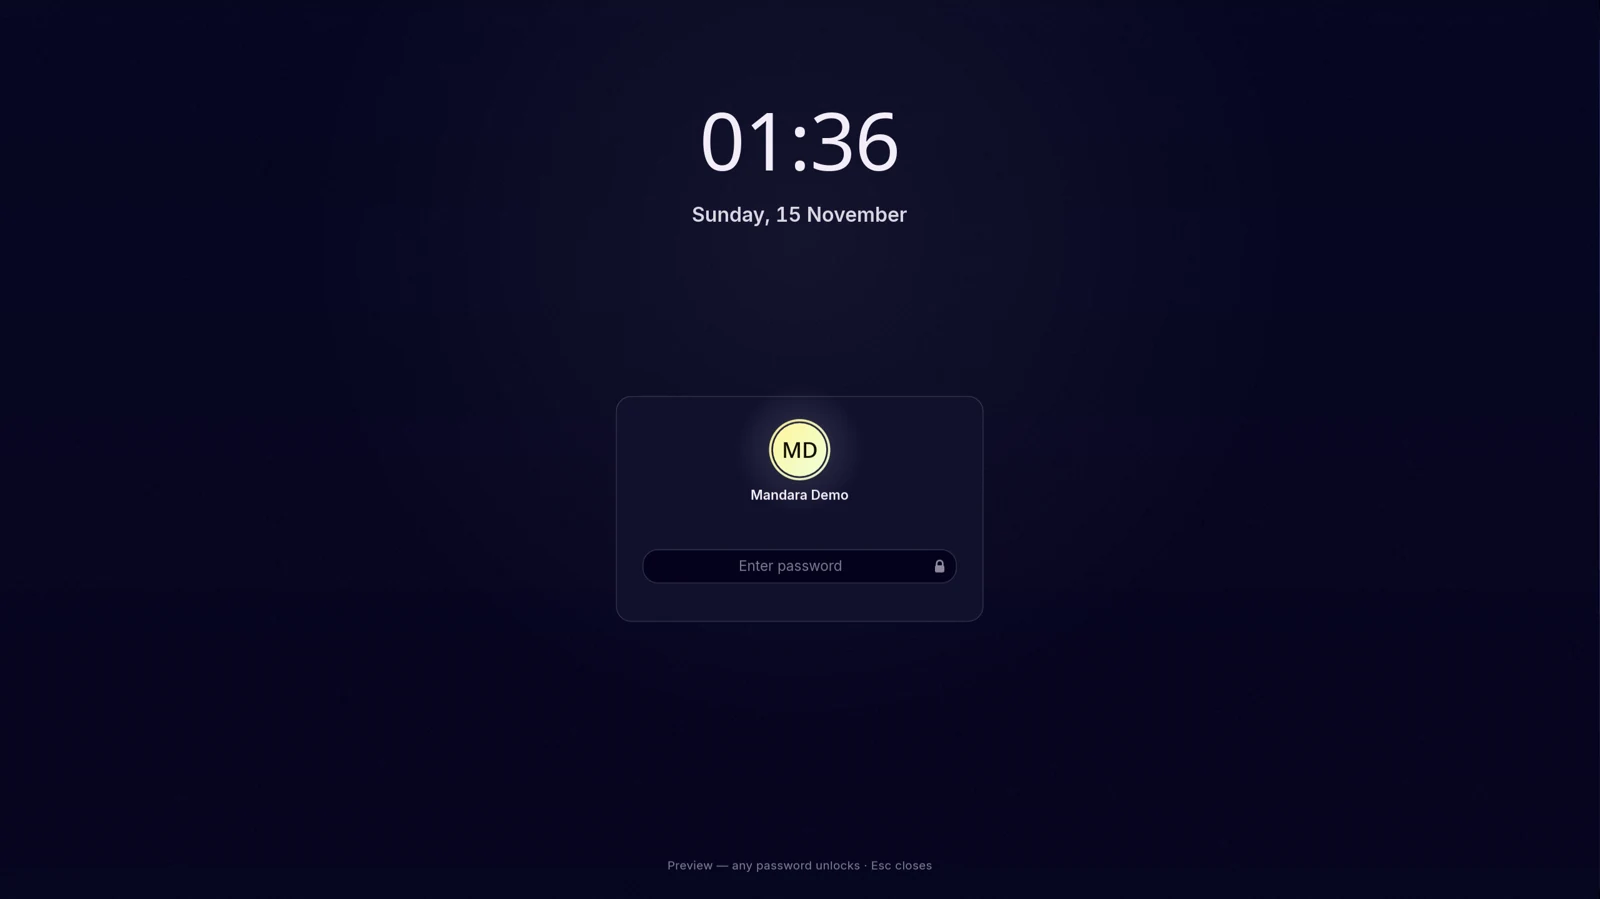 01:36
Sunday, 15 November
MD
Mandara Demo
Enter password
Preview — any password unlocks · Esc closes